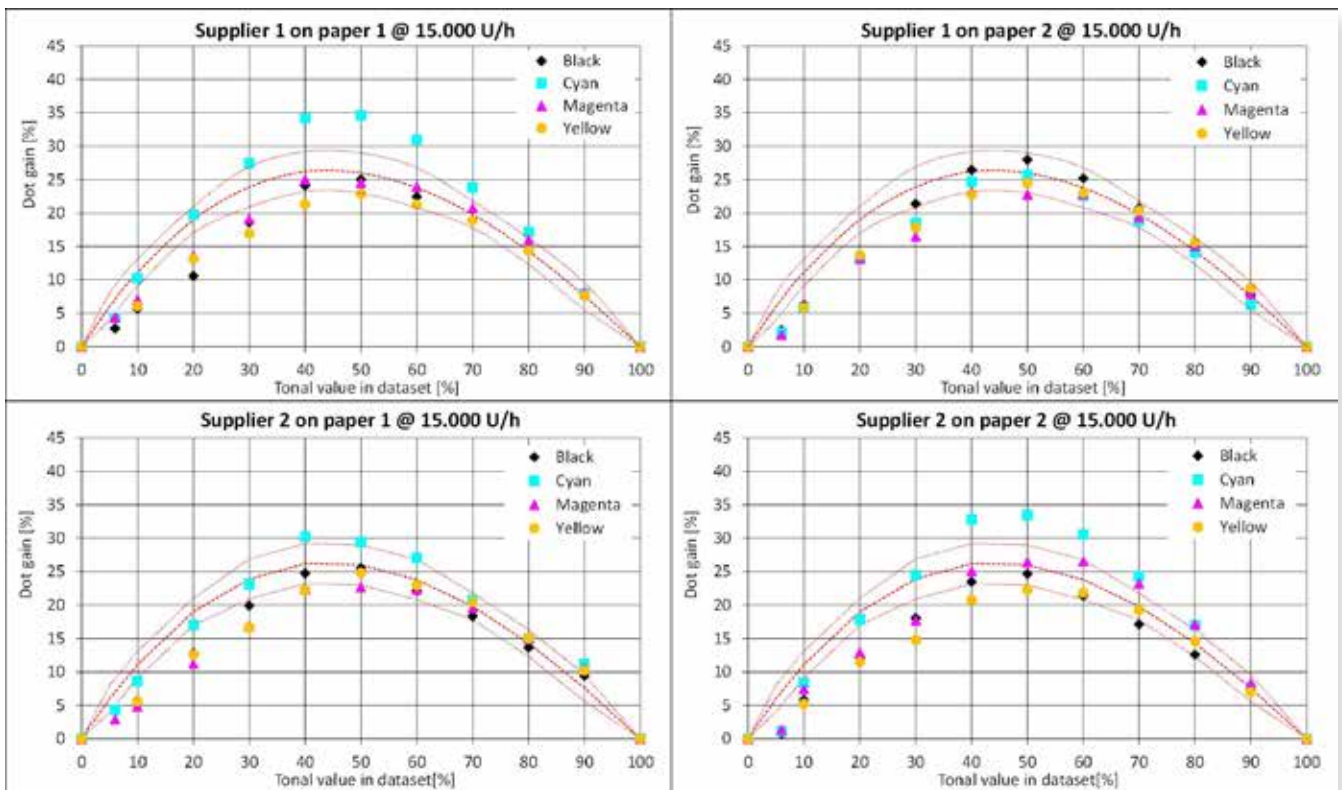 Supplier 1 on paper 1 @ 15.000 U/h
45
40
35
30
25
20
15
10
5
0
Dot gain [%]
Black
Cyan
Magenta
Yellow
0 10 20 30 40 50 60 70 80 90 100
Tonal value in dataset [%]
Supplier 1 on paper 2 @ 15.000 U/h
45
40
35
30
25
20
15
10
5
0
Dot gain [%]
Black
Cyan
Magenta
Yellow
0 10 20 30 40 50 60 70 80 90 100
Tonal value in dataset [%]
Supplier 2 on paper 1 @ 15.000 U/h
45
40
35
30
25
20
15
10
5
0
Dot gain [%]
Black
Cyan
Magenta
Yellow
0 10 20 30 40 50 60 70 80 90 100
Tonal value in dataset[%]
Supplier 2 on paper 2 @ 15.000 U/h
45
40
35
30
25
20
15
10
5
0
Dot gain [%]
Black
Cyan
Magenta
Yellow
0 10 20 30 40 50 60 70 80 90 100
Tonal value in dataset [%]